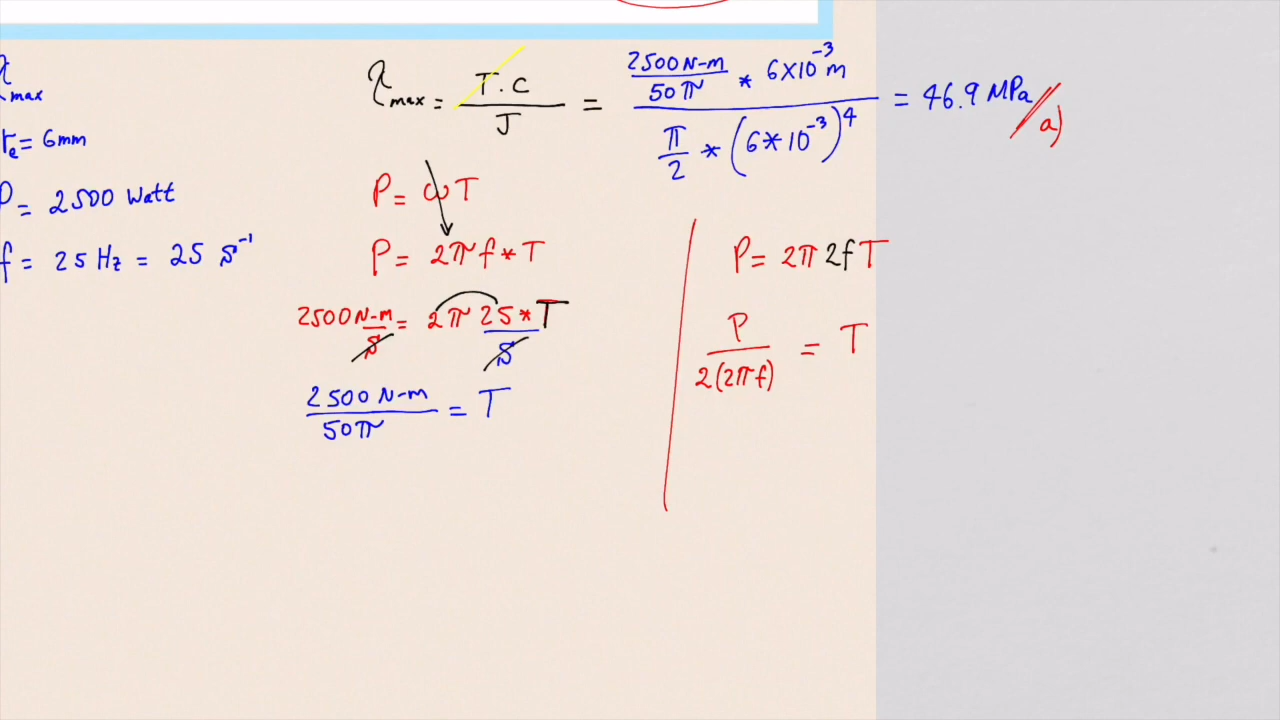 τmax
re = 6mm
P = 2500 Watt
f = 25 Hz = 25 s⁻¹
τmax = T.C / J = (2500 N-m / 50π * 6×10⁻³ m) / (π/2 * (6*10⁻³)⁴) = 46.9 MPa // a)
P = ωT
P = 2πf * T
2500 N-m/s = 2π 25/s * T
2500 N-m / 50π = T
P = 2π 2f T
P / 2(2πf) = T